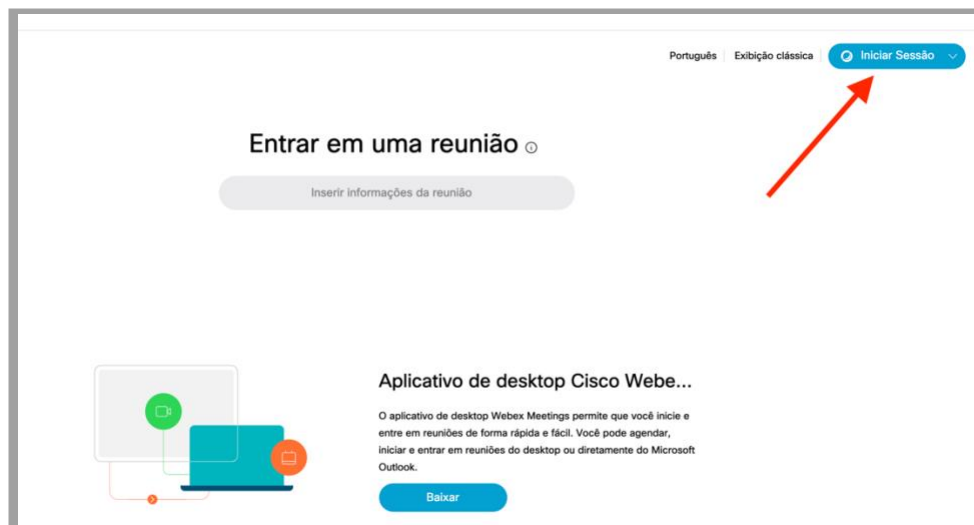 Português Exibição clássica Iniciar Sessão
Entrar em uma reunião
Inserir informações da reunião
Aplicativo de desktop Cisco Webe...
O aplicativo de desktop Webex Meetings permite que você inicie e
entre em reuniões de forma rápida e fácil. Você pode agendar,
iniciar e entrar em reuniões do desktop ou diretamente do Microsoft
Outlook.
Baixar